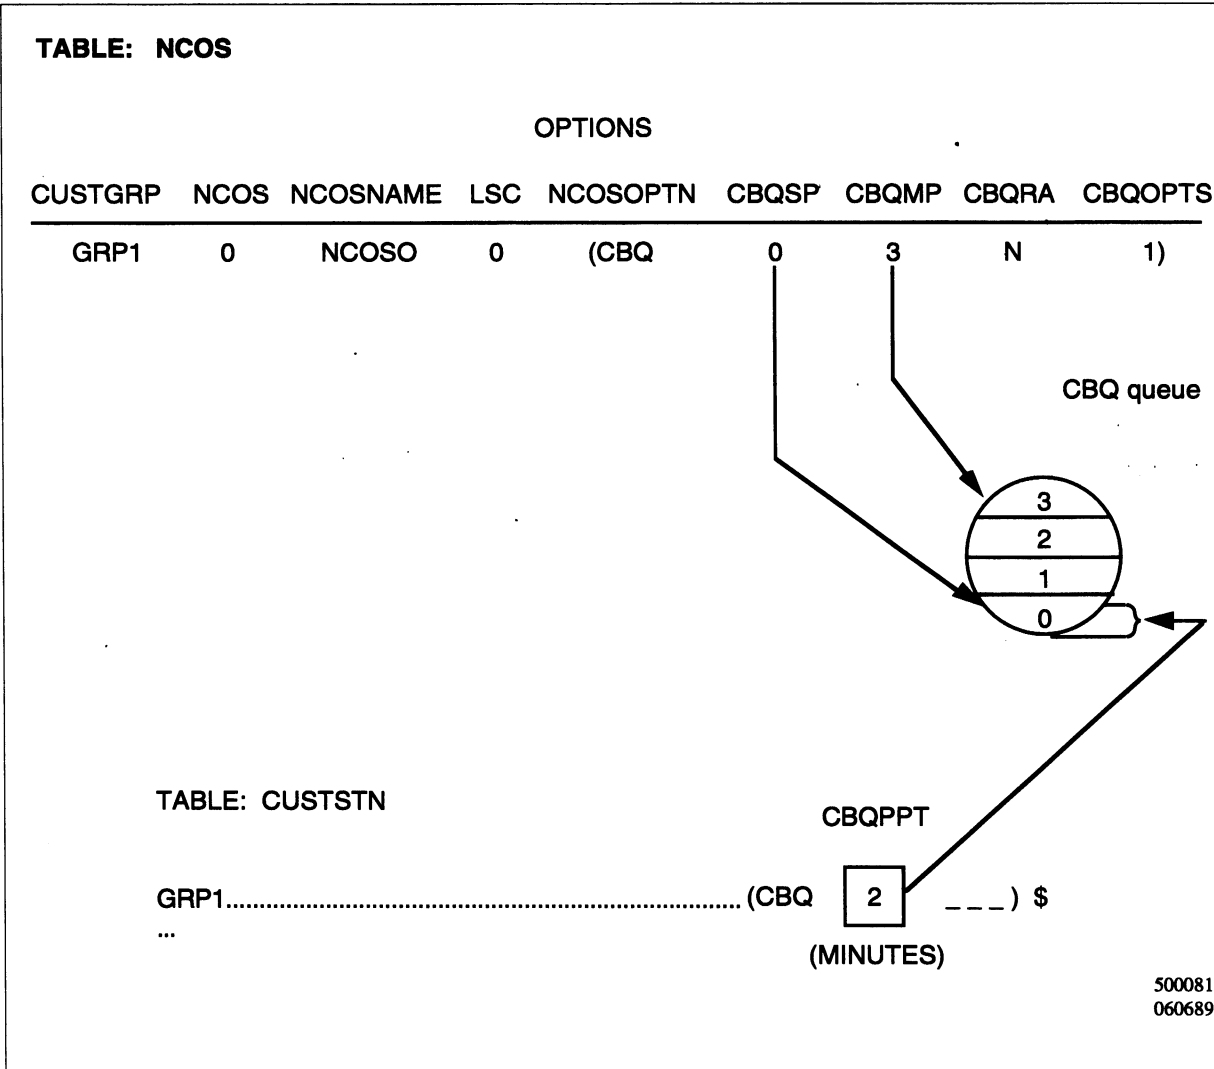 TABLE: NCOS
OPTIONS
CUSTGRP NCOS NCOSNAME LSC NCOSOPTN CBQSP CBQMP CBQRA CBQOPTS
GRP1 0 NCOSO 0 (CBQ 0 3 N 1)
CBQ queue
3
2
1
0
TABLE: CUSTSTN
CBQPPT
GRP1.......................................................................... (CBQ 2 _ _ _ ) $
...
(MINUTES)
500081
060689